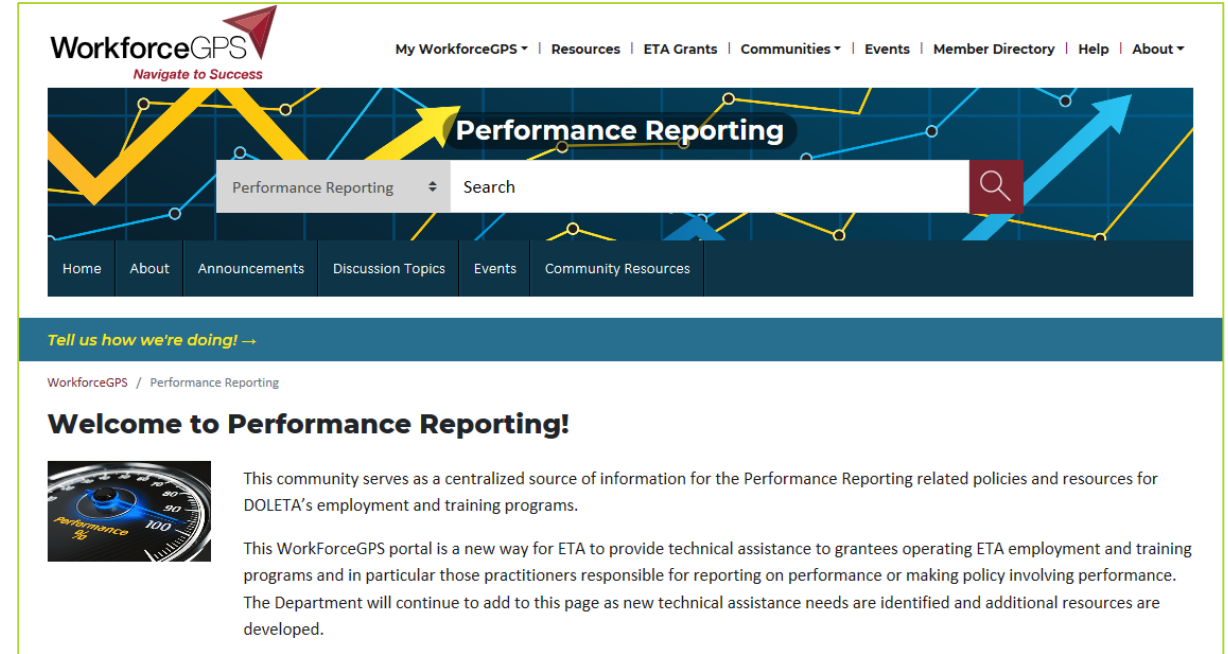 WorkforceGPS
Navigate to Success
My WorkforceGPS | Resources | ETA Grants | Communities | Events | Member Directory | Help | About
Performance Reporting
Performance Reporting Search
Home About Announcements Discussion Topics Events Community Resources
Tell us how we're doing! →
WorkforceGPS / Performance Reporting
Welcome to Performance Reporting!
80
90
100
Performance
%
This community serves as a centralized source of information for the Performance Reporting related policies and resources for
DOLETA's employment and training programs.
This WorkForceGPS portal is a new way for ETA to provide technical assistance to grantees operating ETA employment and training
programs and in particular those practitioners responsible for reporting on performance or making policy involving performance.
The Department will continue to add to this page as new technical assistance needs are identified and additional resources are
developed.